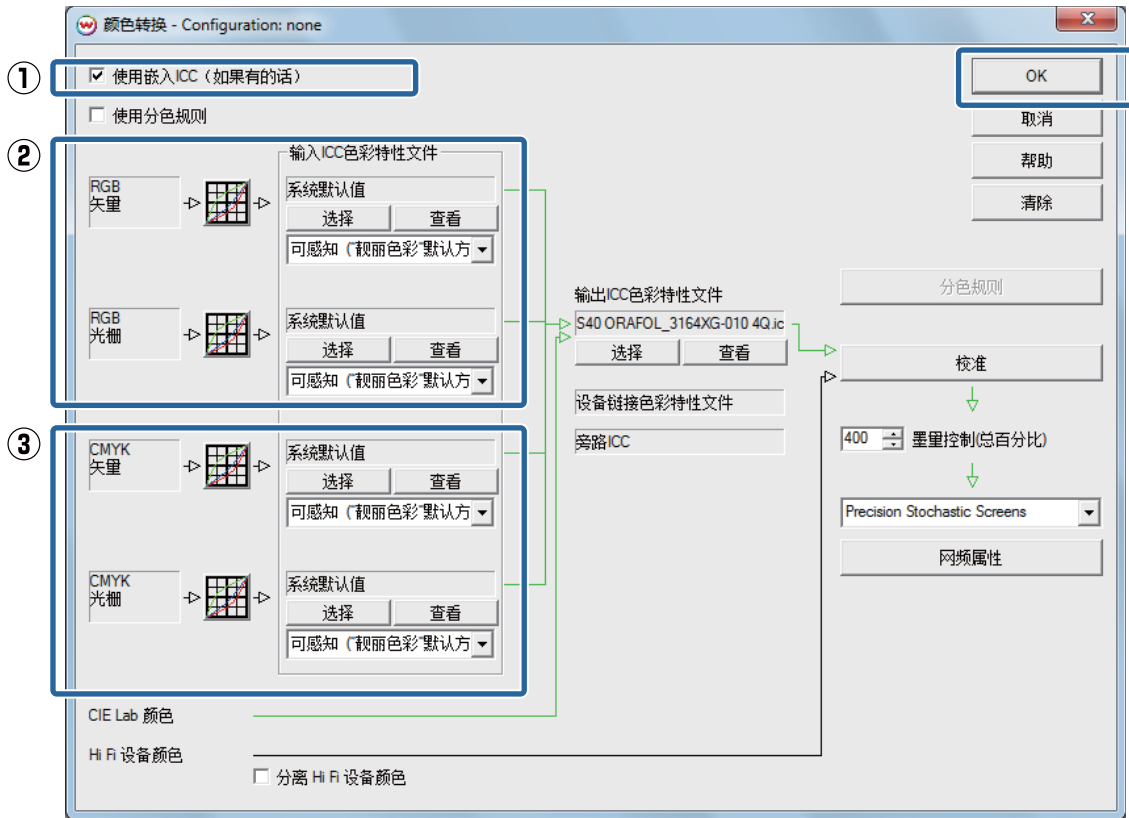 颜色转换 - Configuration: none
①
使用嵌入ICC（如果有的话）
OK
使用分色规则
取消
②
输入ICC色彩特性文件
帮助
RGB
矢量
系统默认值
选择
查看
清除
可感知（"靓丽色彩"默认方
输出ICC色彩特性文件
分色规则
RGB
光栅
系统默认值
S40 ORAFOL_3164XG-010 4Q.ic
选择
查看
选择
查看
校准
可感知（"靓丽色彩"默认方
设备链接色彩特性文件
③
CMYK
矢量
系统默认值
旁路ICC
400
墨量控制(总百分比)
选择
查看
可感知（"靓丽色彩"默认方
Precision Stochastic Screens
网频属性
CMYK
光栅
系统默认值
选择
查看
可感知（"靓丽色彩"默认方
CIE Lab 颜色
Hi Fi 设备颜色
分离 Hi Fi 设备颜色